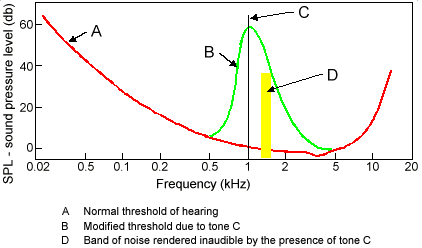 SPL - sound pressure level (db)
60
40
20
0
A
B
C
D
0.02 0.5 0.1 0.2 0.5 1 2 5 10 20
Frequency (kHz)
A Normal threshold of hearing
B Modified threshold due to tone C
D Band of noise rendered inaudible by the presence of tone C